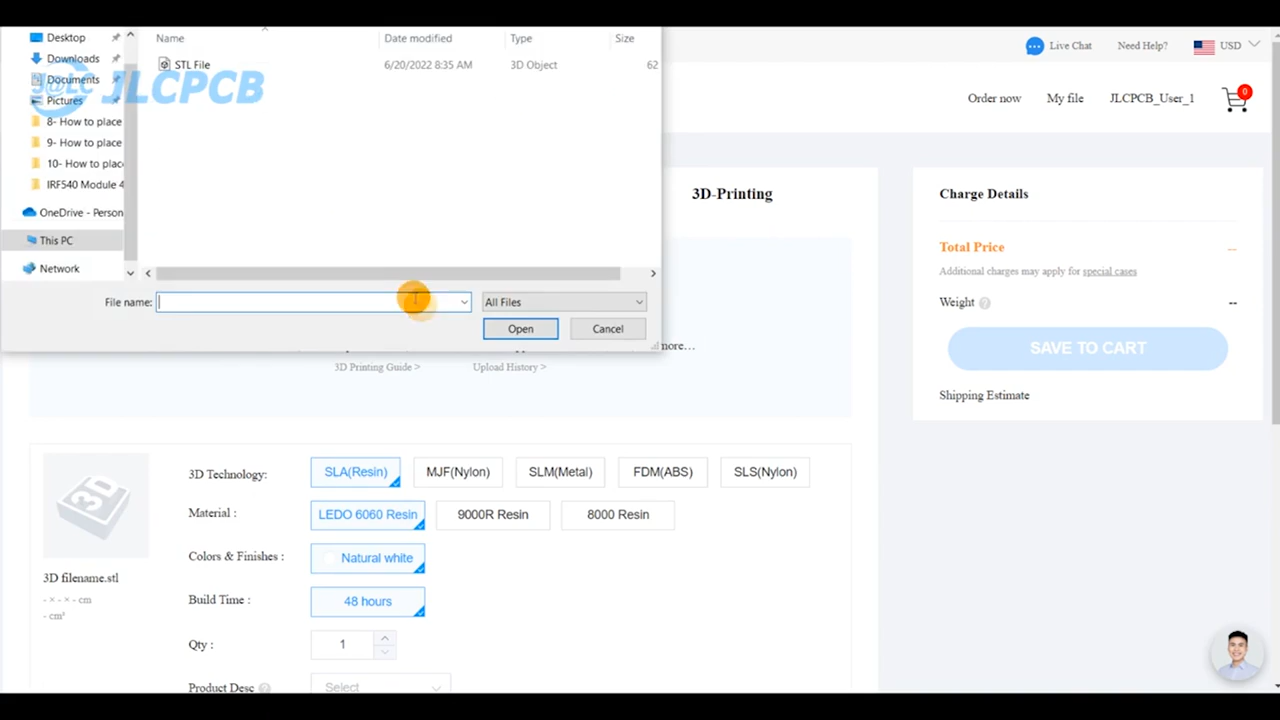 Desktop
Name
Date modified
Type
Size
Live Chat
Need Help?
USD
Downloads
STL File
6/20/2022 8:35 AM
3D Object
62
Documents
J@LC JLCPCB
Pictures
Order now
My file
JLCPCB_User_1
0
8- How to place
9- How to place
10- How to plac
IRF540 Module 4
OneDrive - Person
This PC
Network
3D-Printing
Charge Details
Total Price
--
Additional charges may apply for special cases
Weight ?
--
File name:
All Files
Open
Cancel
more...
SAVE TO CART
3D Printing Guide >
Upload History >
Shipping Estimate
3D
3D filename.stl
- × - × - cm
- cm³
3D Technology:
SLA(Resin)
MJF(Nylon)
SLM(Metal)
FDM(ABS)
SLS(Nylon)
Material :
LEDO 6060 Resin
9000R Resin
8000 Resin
Colors & Finishes :
Natural white
Build Time :
48 hours
Qty :
1
Product Desc ?
Select